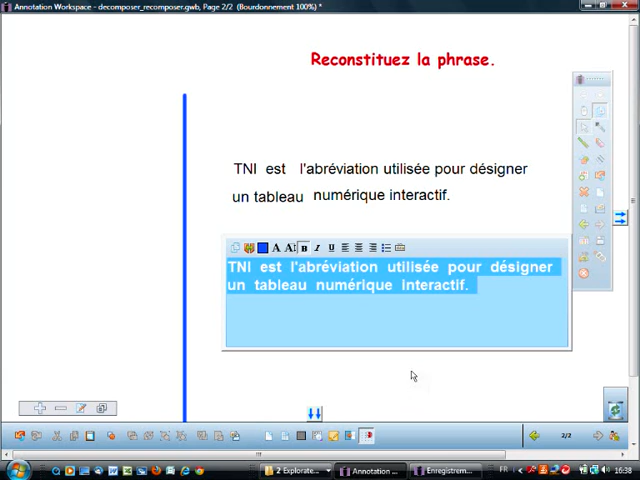 Annotation Workspace - decomposer_recomposer.gwb, Page 2/2 (Bourdonnement 100%) *
Reconstituez la phrase.
TNI est l'abréviation utilisée pour désigner
un tableau numérique interactif.
A A B I U
TNI est l'abréviation utilisée pour désigner
un tableau numérique interactif.
2/2
2 Explorate... Annotation ... Enregistrem... FR 16:38